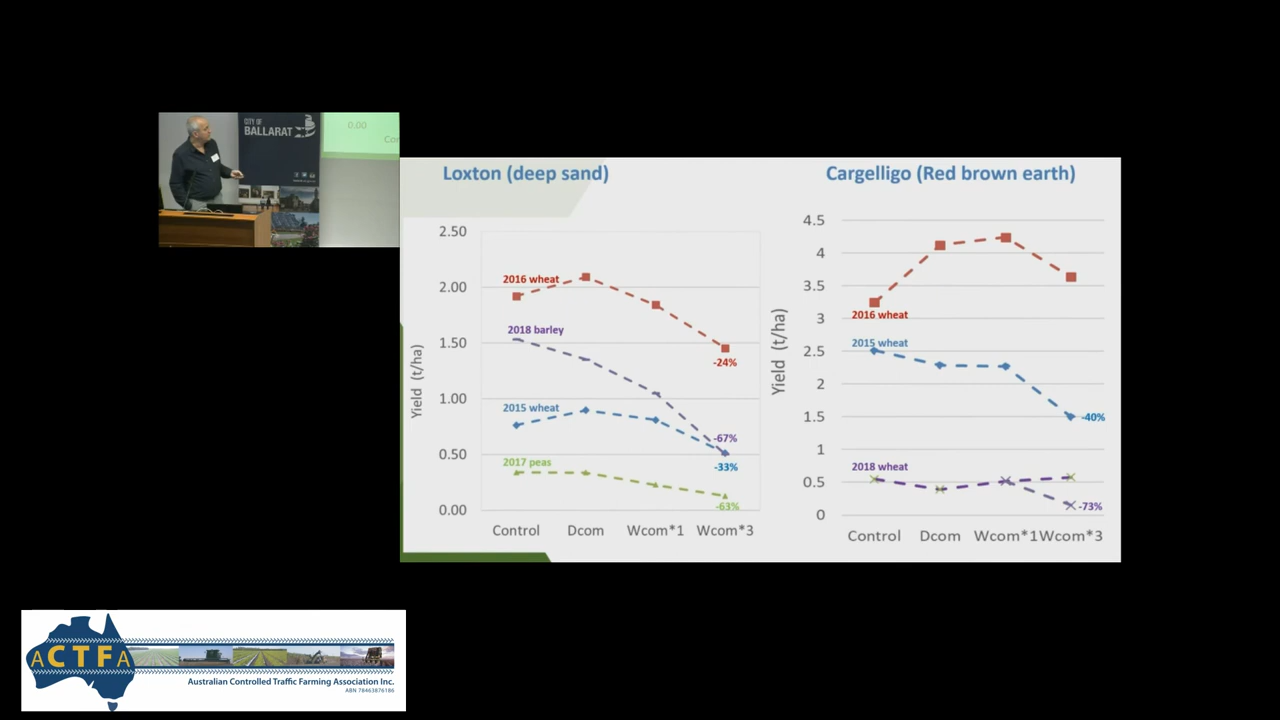 CITY OF
BALLARAT
0.00
Loxton (deep sand)
Yield (t/ha)
2.50
2.00
1.50
1.00
0.50
0.00
2016 wheat
-24%
2018 barley
-67%
2015 wheat
-33%
2017 peas
-63%
Control
Dcom
Wcom*1
Wcom*3
Cargelligo (Red brown earth)
Yield (t/ha)
4.5
4
3.5
3
2.5
2
1.5
1
0.5
0
2016 wheat
2015 wheat
-40%
2018 wheat
-73%
Control
Dcom
Wcom*1
Wcom*3
ACTFA
Australian Controlled Traffic Farming Association Inc.
ABN 78463876186